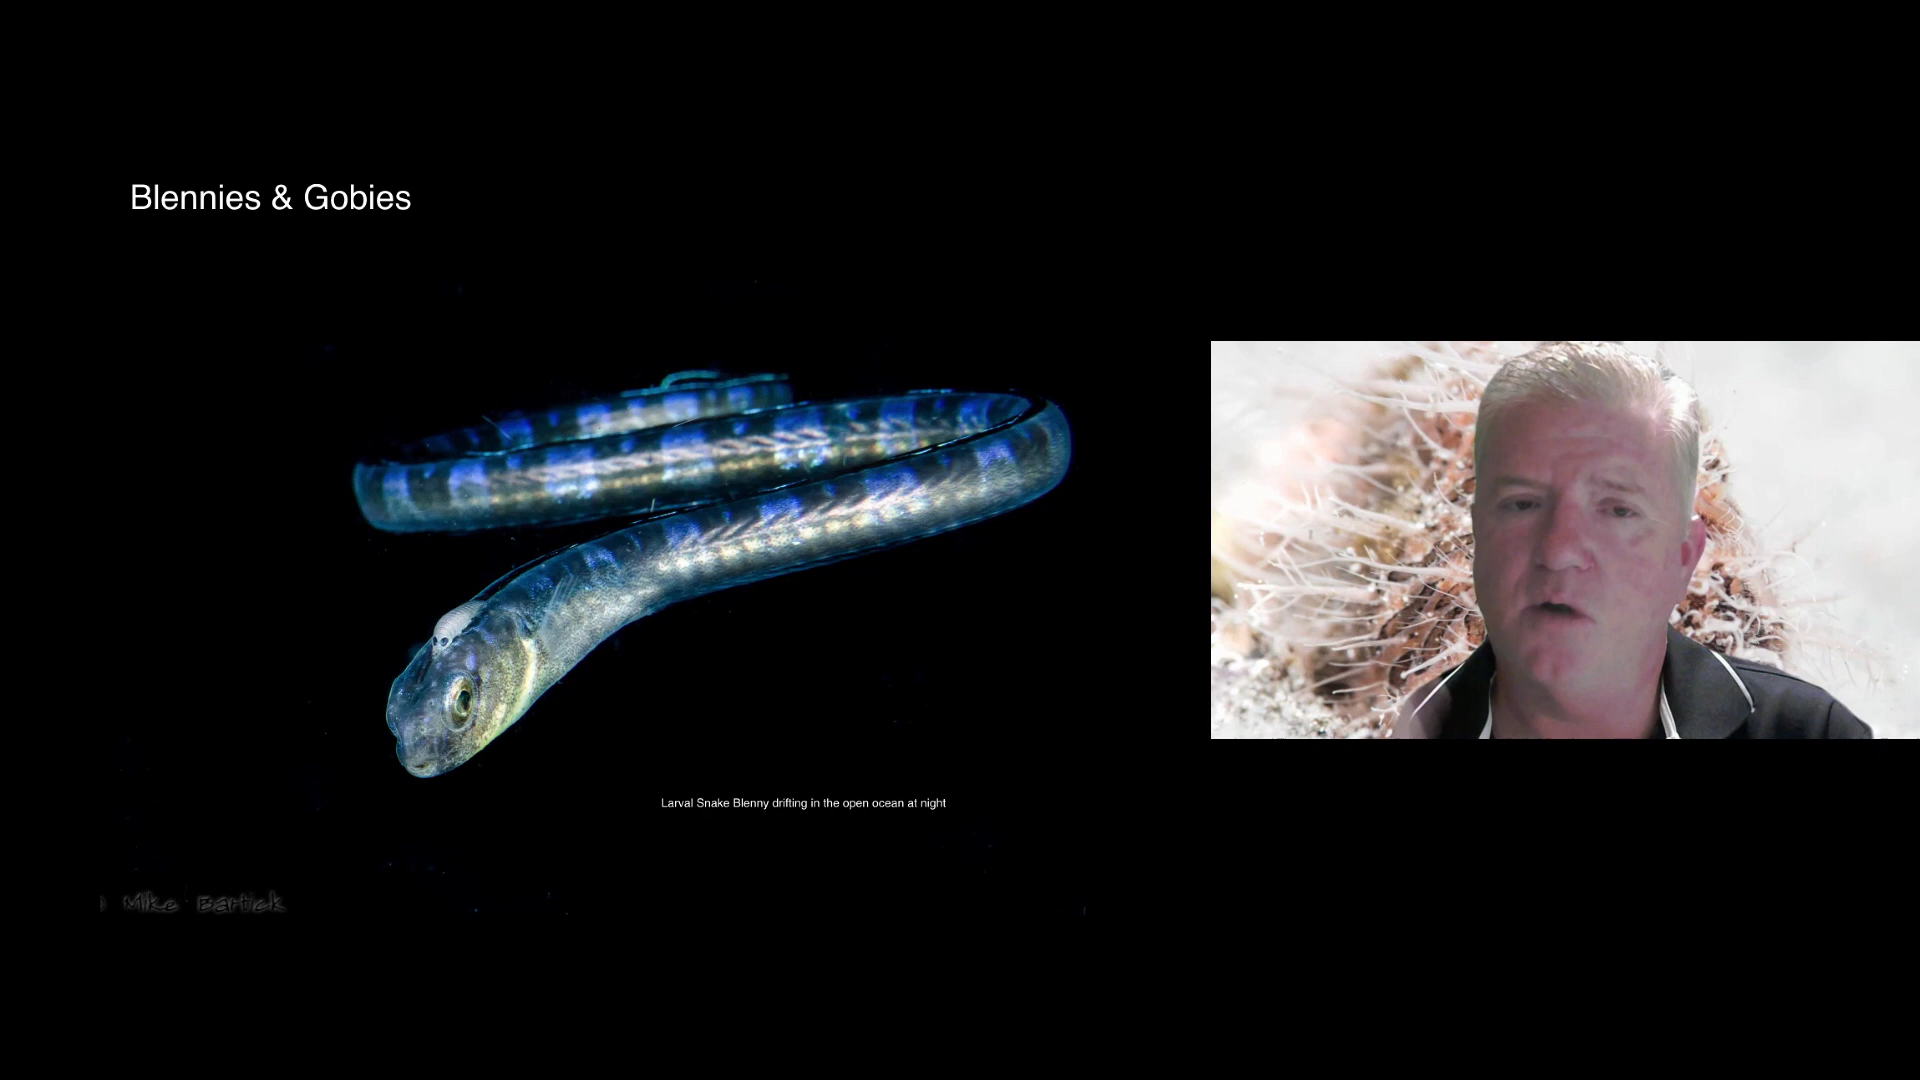 Blennies & Gobies
Larval Snake Blenny drifting in the open ocean at night
Mike Bartick